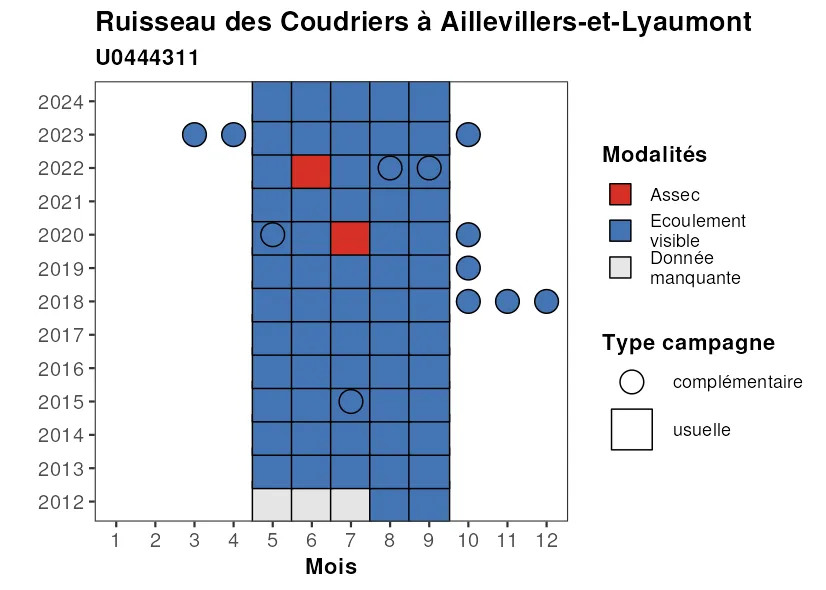 Ruisseau des Coudriers à Aillevillers-et-Lyaumont
U0444311
2024
2023
2022
2021
2020
2019
2018
2017
2016
2015
2014
2013
2012
1 2 3 4 5 6 7 8 9 10 11 12
Mois
Modalités
Assec
Ecoulement
visible
Donnée
manquante
Type campagne
complémentaire
usuelle